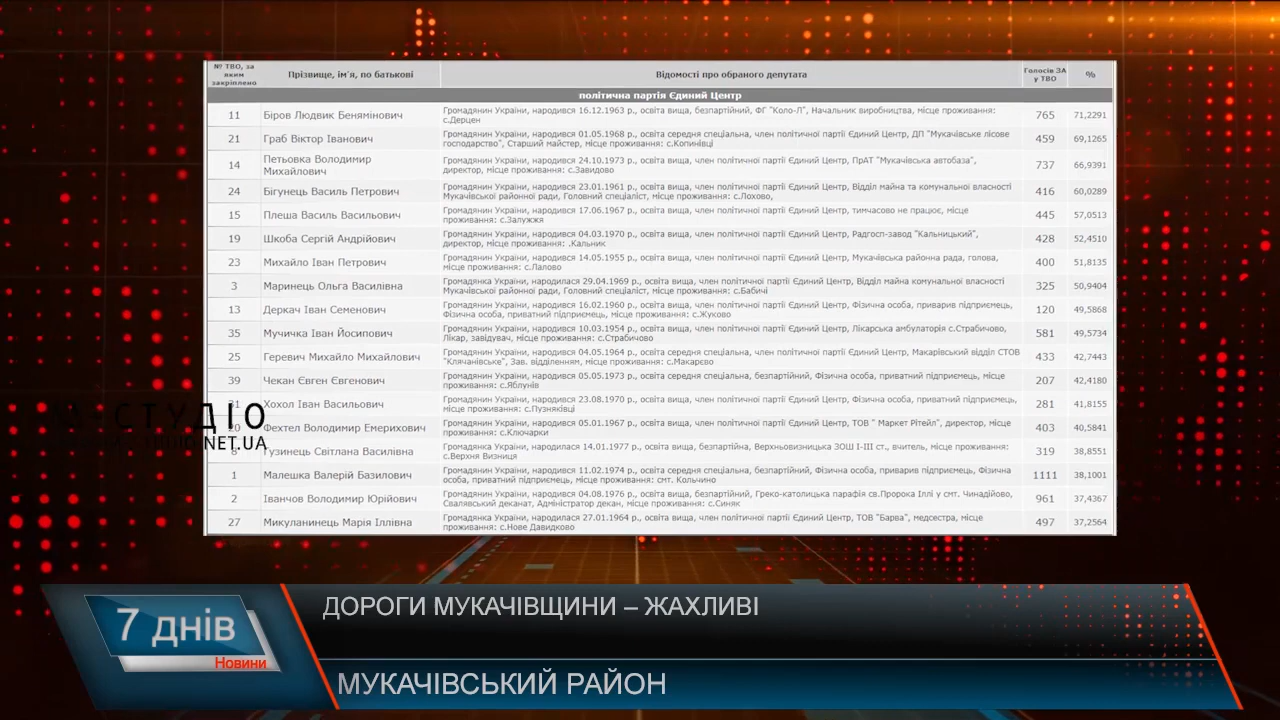 № ТВО, за
яким
закріплено
Прізвище, ім'я, по батькові
Відомості про обраного депутата
Голосів ЗА
у ТВО
%
політична партія Єдиний Центр
11 Біров Людвик Бенямінович Громадянин України, народився 16.12.1963 р., освіта вища, безпартійний, ФГ "Коло-Л", Начальник виробництва, місце проживання: 765 71,2291
с.Дерцен
21 Граб Віктор Іванович Громадянин України, народився 01.05.1968 р., освіта середня спеціальна, член політичної партії Єдиний Центр, ДП "Мукачівське лісове 459 69,1265
господарство", Старший майстер, місце проживання: с.Копинівці
14 Петьовка Володимир Громадянин України, народився 24.10.1973 р., освіта вища, член політичної партії Єдиний Центр, ПрАТ "Мукачівська автобаза", 737 66,9391
Михайлович директор, місце проживання: с.Завидово
24 Бігунець Василь Петрович Громадянин України, народився 23.01.1961 р., освіта вища, член політичної партії Єдиний Центр, Відділ майна та комунальної власності 416 60,0289
Мукачівської районної ради, Головний спеціаліст, місце проживання: с.Лохово,
15 Плеша Василь Васильович Громадянин України, народився 17.06.1967 р., освіта вища, член політичної партії Єдиний Центр, тимчасово не працює, місце 445 57,0513
проживання: с.Залужжя
19 Шкоба Сергій Андрійович Громадянин України, народився 04.03.1970 р., освіта вища, член політичної партії Єдиний Центр, Радгосп-завод "Кальницький", 428 52,4510
директор, місце проживання: .Кальник
23 Михайло Іван Петрович Громадянин України, народився 14.05.1955 р., освіта вища, член політичної партії Єдиний Центр, Мукачівська районна рада, голова, 400 51,8135
місце проживання: с.Лалово
3 Маринець Ольга Василівна Громадянка України, народилася 29.04.1969 р., освіта вища, член політичної партії Єдиний Центр, Відділ майна комунальної власності 325 50,9404
Мукачівської районної ради, Головний спеціаліст, місце проживання: с.Бабичі
13 Деркач Іван Семенович Громадянин України, народився 16.02.1960 р., освіта вища, член політичної партії Єдиний Центр, Фізична особа, приварив підприємець, 120 49,5868
Фізична особа, приватний підприємець, місце проживання: с.Жуково
35 Мучичка Іван Йосипович Громадянин України, народився 10.03.1954 р., освіта вища, член політичної партії Єдиний Центр, Лікарська амбулаторія с.Страбичово, 581 49,5734
Лікар, завідувач, місце проживання: с.Страбичово
25 Геревич Михайло Михайлович Громадянин України, народився 04.05.1964 р., освіта середня спеціальна, член політичної партії Єдиний Центр, Макарівський відділ СТОВ 433 42,7443
"Клячанівське", Зав. відділенням, місце проживання: с.Макарєво
39 Чекан Євген Євгенович Громадянин України, народився 05.05.1973 р., освіта середня спеціальна, безпартійний, Фізична особа, приватний підприємець, місце 207 42,4180
проживання: с.Яблунів
31 Хохол Іван Васильович Громадянин України, народився 23.08.1970 р., освіта вища, член політичної партії Єдиний Центр, Фізична особа, приватний підприємець, 281 41,8155
місце проживання: с.Пузняківці
20 Фехтел Володимир Емерихович Громадянин України, народився 05.01.1967 р., освіта вища, член політичної партії Єдиний Центр, ТОВ " Маркет Рітейл", директор, місце 403 40,5841
проживання: с.Ключарки
Гузинець Світлана Василівна Громадянка України, народилася 14.01.1977 р., освіта вища, безпартійна, Верхньовизницька ЗОШ І-ІІІ ст., вчитель, місце проживання: 319 38,8551
с.Верхня Визниця
1 Малешка Валерій Базилович Громадянин України, народився 11.02.1974 р., освіта середня спеціальна, безпартійний, Фізична особа, приварив підприємець, Фізична 1111 38,1001
особа, приватний підприємець, місце проживання: смт. Кольчино
2 Іванчов Володимир Юрійович Громадянин України, народився 04.08.1976 р., освіта вища, безпартійний, Греко-католицька парафія св.Пророка Іллі у смт. Чинадійово, 961 37,4367
Свалявський деканат, Адміністратор декан, місце проживання: с.Синяк
27 Микуланинець Марія Іллівна Громадянка України, народилася 27.01.1964 р., освіта вища, член політичної партії Єдиний Центр, ТОВ "Барва", медсестра, місце 497 37,2564
проживання: с.Нове Давидково
М-СТУДІО
NET.UA
7 днів
Новини
ДОРОГИ МУКАЧІВЩИНИ – ЖАХЛИВІ
МУКАЧІВСЬКИЙ РАЙОН